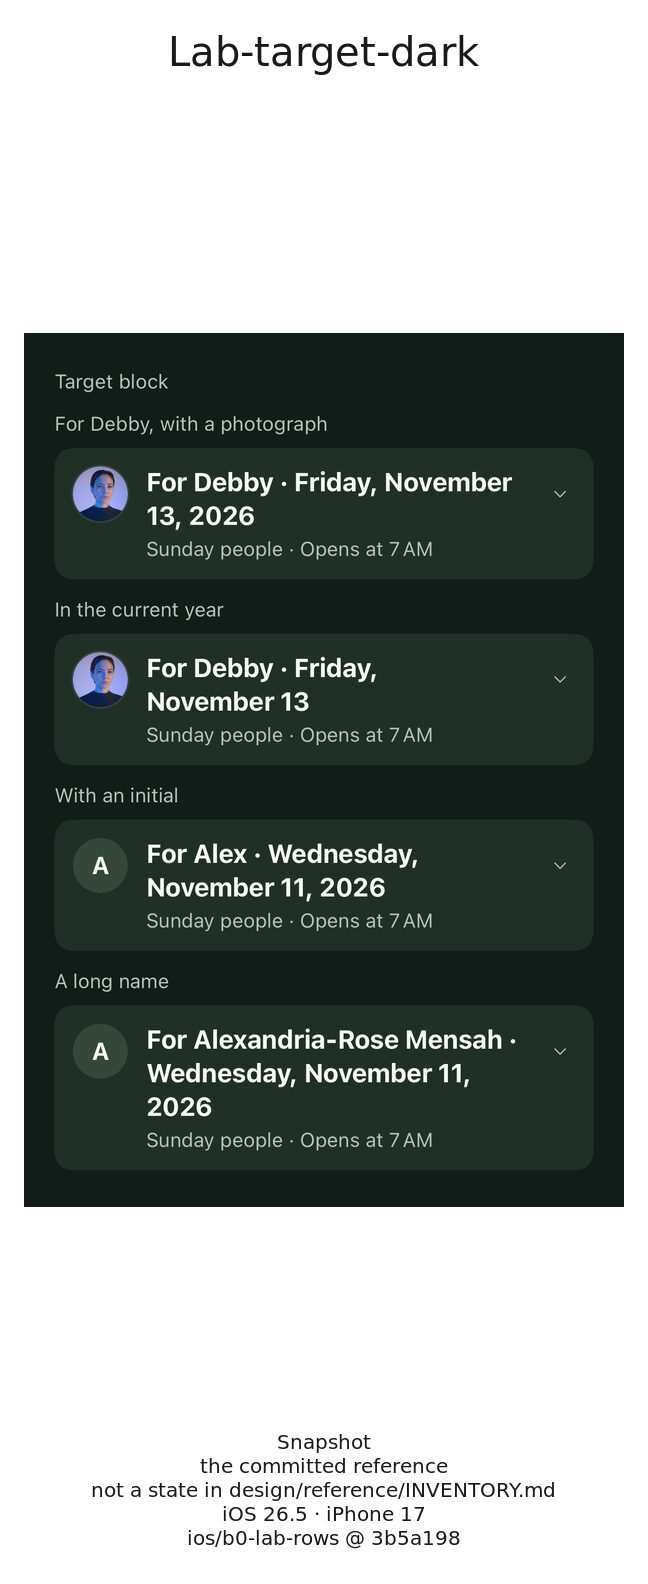 Lab-target-dark
Target block
For Debby, with a photograph
For Debby · Friday, November
13, 2026
Sunday people · Opens at 7 AM
In the current year
For Debby · Friday,
November 13
Sunday people · Opens at 7 AM
With an initial
A
For Alex · Wednesday,
November 11, 2026
Sunday people · Opens at 7 AM
A long name
A
For Alexandria-Rose Mensah ·
Wednesday, November 11,
2026
Sunday people · Opens at 7 AM
Snapshot
the committed reference
not a state in design/reference/INVENTORY.md
iOS 26.5 · iPhone 17
ios/b0-lab-rows @ 3b5a198